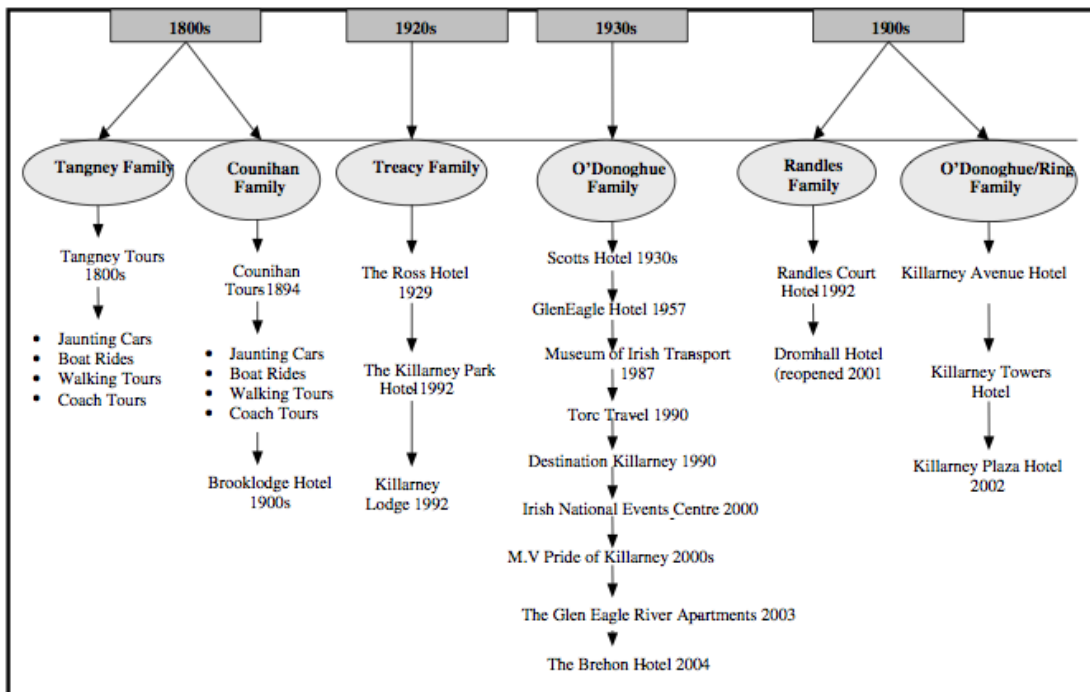 1800s
1920s
1930s
1900s
Tangney Family
Counihan
Family
Treacy Family
O'Donoghue
Family
Randles
Family
O'Donoghue/Ring
Family
Tangney Tours
1800s
• Jaunting Cars
• Boat Rides
• Walking Tours
• Coach Tours
Counihan
Tours 1894
• Jaunting Cars
• Boat Rides
• Walking Tours
• Coach Tours
Brooklodge Hotel
1900s
The Ross Hotel
1929
The Killarney Park
Hotel 1992
Killarney
Lodge 1992
Scotts Hotel 1930s
GlenEagle Hotel 1957
Museum of Irish Transport
1987
Torc Travel 1990
Destination Killarney 1990
Irish National Events Centre 2000
M.V Pride of Killarney 2000s
The Glen Eagle River Apartments 2003
The Brehon Hotel 2004
Randles Court
Hotel 1992
Dromhall Hotel
(reopened 2001
Killarney Avenue Hotel
Killarney Towers
Hotel
Killarney Plaza Hotel
2002